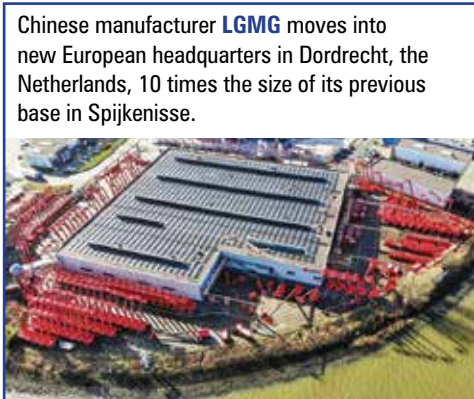 Chinese manufacturer LGMG moves into
new European headquarters in Dordrecht, the
Netherlands, 10 times the size of its previous
base in Spijkenisse.